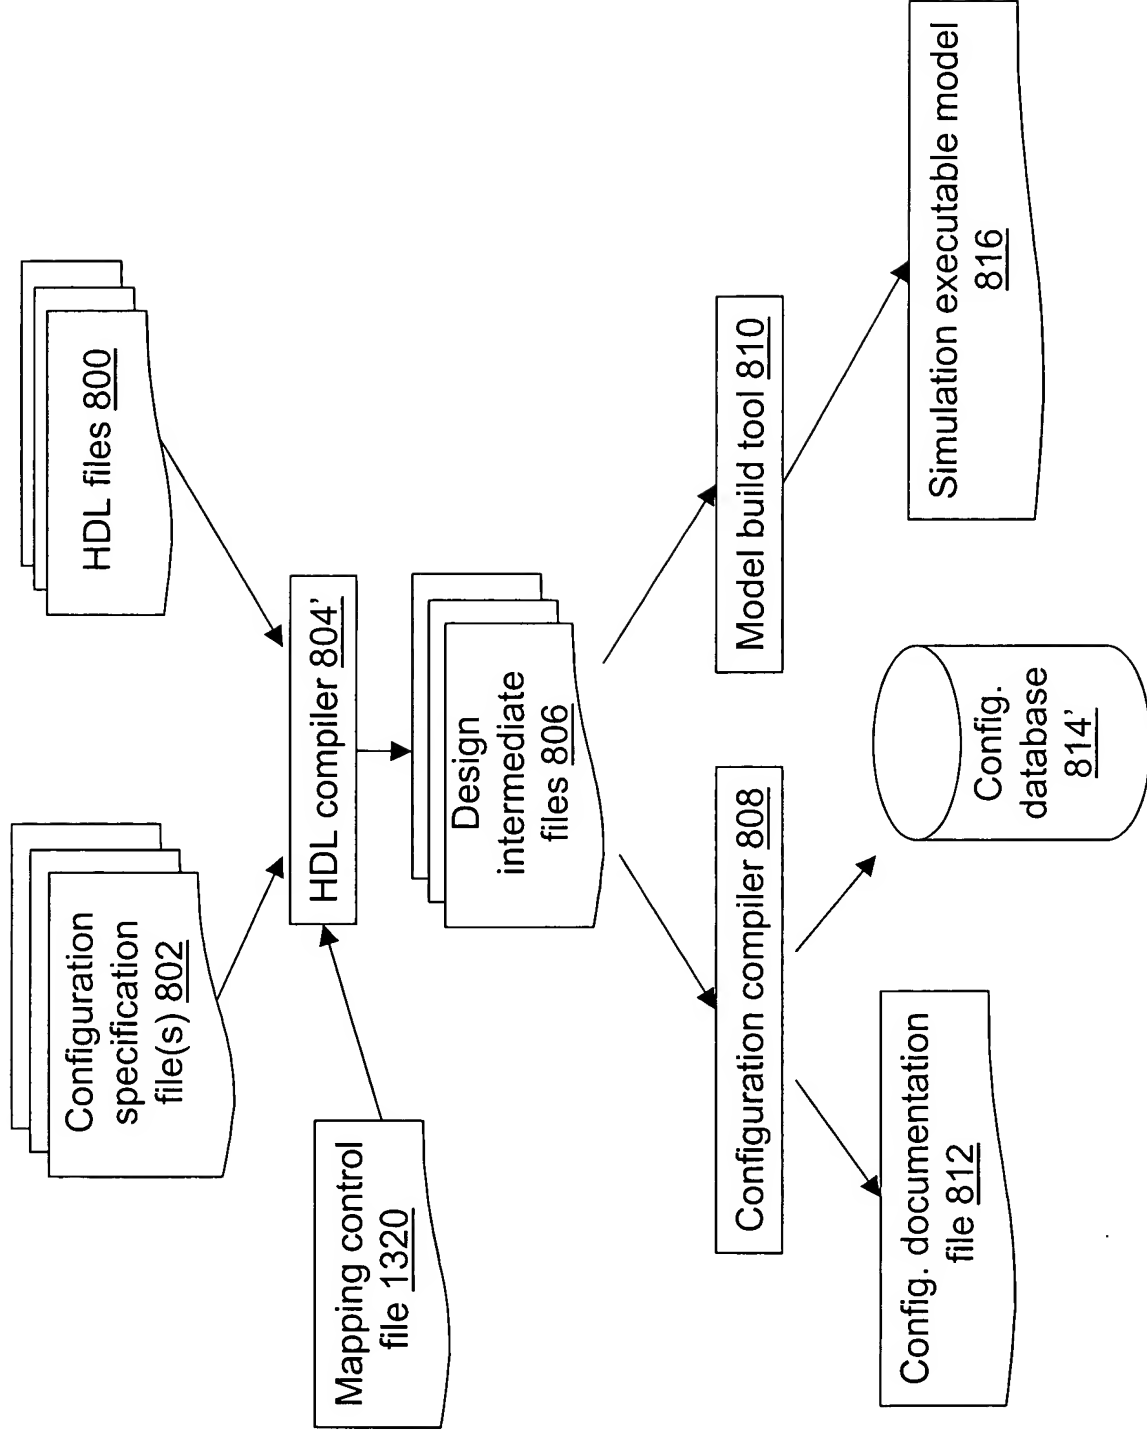 Configuration
specification
file(s) 802
HDL files 800
Mapping control
file 1320
HDL compiler 804'
Design
intermediate
files 806
Configuration compiler 808
Model build tool 810
Config. documentation
file 812
Config.
database
814'
Simulation executable model
816